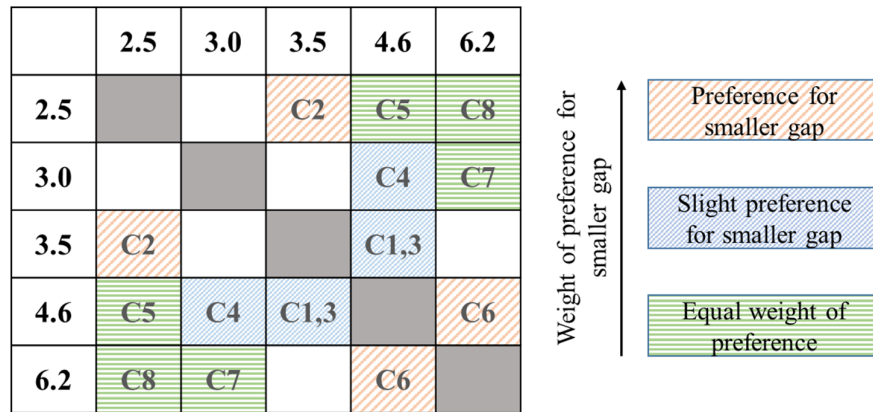 2.5 3.0 3.5 4.6 6.2
2.5 C2 C5 C8
3.0 C4 C7
3.5 C2 C1,3
4.6 C5 C4 C1,3 C6
6.2 C8 C7 C6
Weight of preference for
smaller gap
Preference for
smaller gap
Slight preference
for smaller gap
Equal weight of
preference